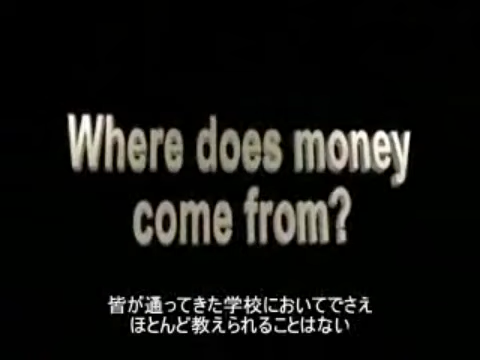 Where does money
come from?
皆が通ってきた学校においてでさえ
ほとんど教えられることはない